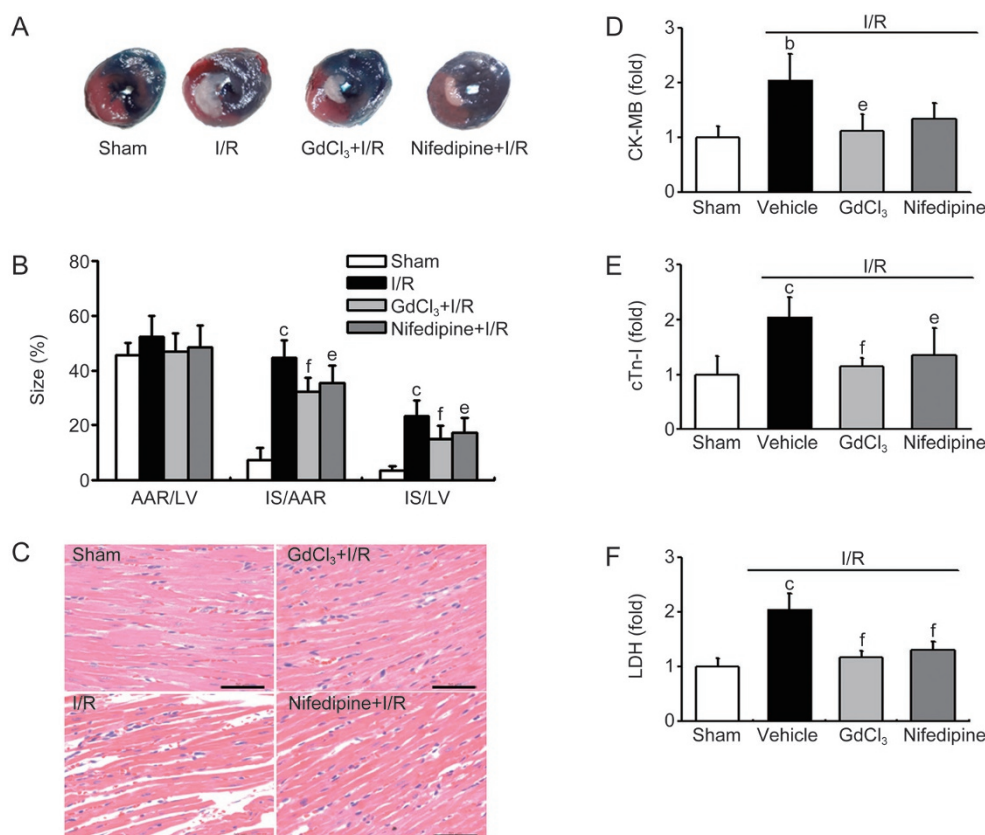 A
Sham
I/R
GdCl₃+I/R
Nifedipine+I/R
B
80
60
40
20
0
Size (%)
Sham
I/R
GdCl₃+I/R
Nifedipine+I/R
c
f
e
c
f
e
AAR/LV
IS/AAR
IS/LV
C
Sham
GdCl₃+I/R
I/R
Nifedipine+I/R
D
I/R
3
2
1
0
CK-MB (fold)
b
e
Sham
Vehicle
GdCl₃
Nifedipine
E
I/R
3
2
1
0
cTn-I (fold)
c
f
e
Sham
Vehicle
GdCl₃
Nifedipine
F
I/R
3
2
1
0
LDH (fold)
c
f
f
Sham
Vehicle
GdCl₃
Nifedipine